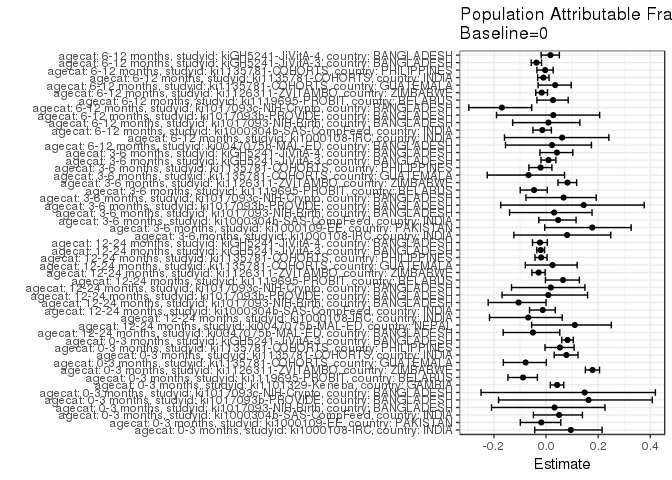 Population Attributable Fra
Baseline=0
agecat: 6-12 months, studyid: kiGH5241-JiVitA-4, country: BANGLADESH
agecat: 6-12 months, studyid: kiGH5241-JiVitA-3, country: BANGLADESH
agecat: 6-12 months, studyid: ki1135781-COHORTS, country: PHILIPPINES
agecat: 6-12 months, studyid: ki1135781-COHORTS, country: INDIA
agecat: 6-12 months, studyid: ki1135781-COHORTS, country: GUATEMALA
agecat: 6-12 months, studyid: ki1126311-ZVITAMBO, country: ZIMBABWE
agecat: 6-12 months, studyid: ki1119695-PROBIT, country: BELARUS
agecat: 6-12 months, studyid: ki1017093c-NIH-Crypto, country: BANGLADESH
agecat: 6-12 months, studyid: ki1017093b-PROVIDE, country: BANGLADESH
agecat: 6-12 months, studyid: ki1017093-NIH-Birth, country: BANGLADESH
agecat: 6-12 months, studyid: ki1000304b-SAS-CompFeed, country: INDIA
agecat: 6-12 months, studyid: ki1000108-IRC, country: INDIA
agecat: 6-12 months, studyid: ki0047075b-MAL-ED, country: BANGLADESH
agecat: 3-6 months, studyid: kiGH5241-JiVitA-4, country: BANGLADESH
agecat: 3-6 months, studyid: kiGH5241-JiVitA-3, country: BANGLADESH
agecat: 3-6 months, studyid: ki1135781-COHORTS, country: PHILIPPINES
agecat: 3-6 months, studyid: ki1135781-COHORTS, country: GUATEMALA
agecat: 3-6 months, studyid: ki1126311-ZVITAMBO, country: ZIMBABWE
agecat: 3-6 months, studyid: ki1119695-PROBIT, country: BELARUS
agecat: 3-6 months, studyid: ki1017093c-NIH-Crypto, country: BANGLADESH
agecat: 3-6 months, studyid: ki1017093b-PROVIDE, country: BANGLADESH
agecat: 3-6 months, studyid: ki1017093-NIH-Birth, country: BANGLADESH
agecat: 3-6 months, studyid: ki1000304b-SAS-CompFeed, country: INDIA
agecat: 3-6 months, studyid: ki1000109-EE, country: PAKISTAN
agecat: 3-6 months, studyid: ki1000108-IRC, country: INDIA
agecat: 12-24 months, studyid: kiGH5241-JiVitA-4, country: BANGLADESH
agecat: 12-24 months, studyid: kiGH5241-JiVitA-3, country: BANGLADESH
agecat: 12-24 months, studyid: ki1135781-COHORTS, country: PHILIPPINES
agecat: 12-24 months, studyid: ki1135781-COHORTS, country: GUATEMALA
agecat: 12-24 months, studyid: ki1126311-ZVITAMBO, country: ZIMBABWE
agecat: 12-24 months, studyid: ki1119695-PROBIT, country: BELARUS
agecat: 12-24 months, studyid: ki1017093c-NIH-Crypto, country: BANGLADESH
agecat: 12-24 months, studyid: ki1017093b-PROVIDE, country: BANGLADESH
agecat: 12-24 months, studyid: ki1017093-NIH-Birth, country: BANGLADESH
agecat: 12-24 months, studyid: ki1000304b-SAS-CompFeed, country: INDIA
agecat: 12-24 months, studyid: ki1000108-IRC, country: INDIA
agecat: 12-24 months, studyid: ki0047075b-MAL-ED, country: NEPAL
agecat: 12-24 months, studyid: ki0047075b-MAL-ED, country: BANGLADESH
agecat: 0-3 months, studyid: kiGH5241-JiVitA-3, country: BANGLADESH
agecat: 0-3 months, studyid: ki1135781-COHORTS, country: PHILIPPINES
agecat: 0-3 months, studyid: ki1135781-COHORTS, country: INDIA
agecat: 0-3 months, studyid: ki1135781-COHORTS, country: GUATEMALA
agecat: 0-3 months, studyid: ki1126311-ZVITAMBO, country: ZIMBABWE
agecat: 0-3 months, studyid: ki1119695-PROBIT, country: BELARUS
agecat: 0-3 months, studyid: ki1101329-Keneba, country: GAMBIA
agecat: 0-3 months, studyid: ki1017093c-NIH-Crypto, country: BANGLADESH
agecat: 0-3 months, studyid: ki1017093b-PROVIDE, country: BANGLADESH
agecat: 0-3 months, studyid: ki1017093-NIH-Birth, country: BANGLADESH
agecat: 0-3 months, studyid: ki1000304b-SAS-CompFeed, country: INDIA
agecat: 0-3 months, studyid: ki1000109-EE, country: PAKISTAN
agecat: 0-3 months, studyid: ki1000108-IRC, country: INDIA
-0.2 0.0 0.2 0.4
Estimate